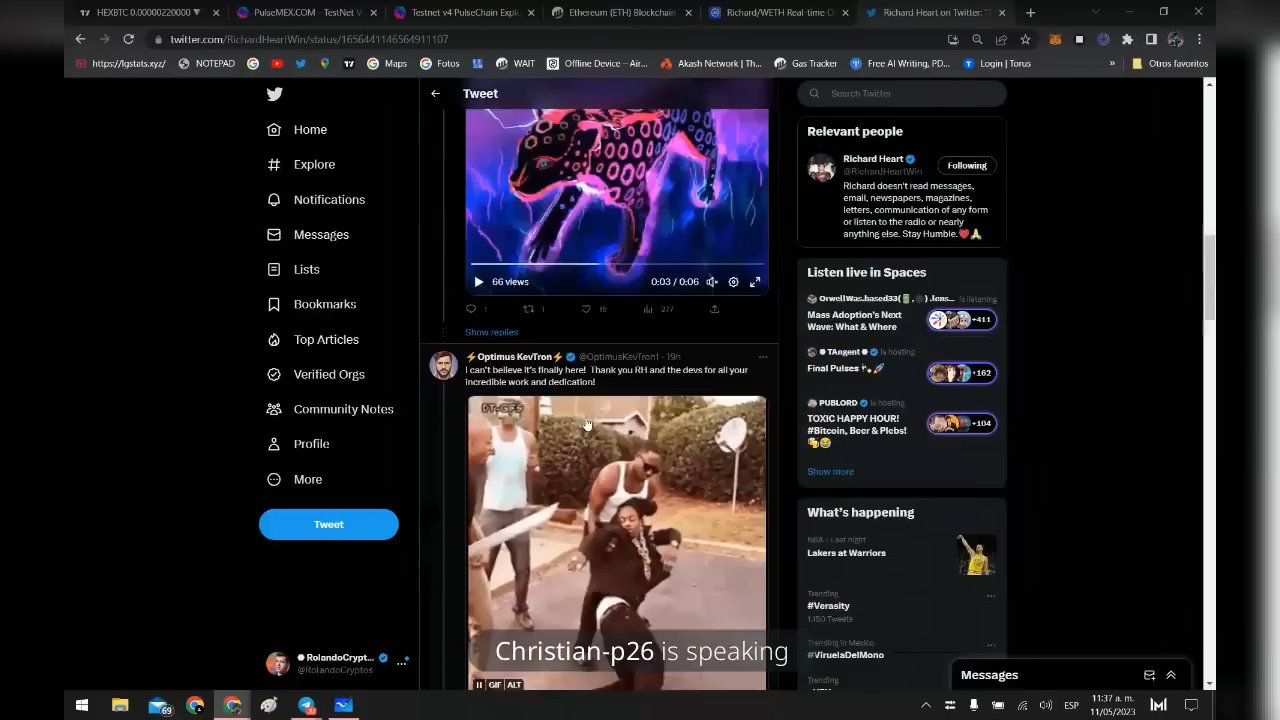 HEXBTC 0.0000220000 ▼
PulseMEX.COM - TestNet V
Testnet v4 PulseChain Expl
Ethereum (ETH) Blockchain
Richard/WETH Real-time
Richard Heart on Twitter: "
twitter.com/RichardHeartWin/status/1656441146564911107
https://fgstats.xyz/
NOTEPAD
Maps
Fotos
WAIT
Offline Device – Air...
Akash Network | Th...
Gas Tracker
Free AI Writing, PD...
Login | Torus
»
Otros favoritos
Tweet
Search Twitter
Home
Explore
Notifications
Messages
Lists
Bookmarks
Top Articles
Verified Orgs
Community Notes
Profile
More
Tweet
RolandoCrypt...
@RolandoCryptos
66 views
0:03 / 0:06
1
1
16
277
Show replies
⚡Optimus KevTron⚡ @OptimusKevTron1 · 19h
I can't believe it's finally here! Thank you RH and the devs for all your
incredible work and dedication!
GIF ALT
Christian-p26 is speaking
Relevant people
Richard Heart
@RichardHeartWin
Following
Richard doesn't read messages,
email, newspapers, magazines,
letters, communication of any form
or listen to the radio or nearly
anything else. Stay Humble.❤️🙏
Listen live in Spaces
is listening
Mass Adoption's Next
Wave: What & Where
+411
TAngent is hosting
Final Pulses
+162
PUBLORD is hosting
TOXIC HAPPY HOUR!
#Bitcoin, Beer & Plebs!
+104
Show more
What's happening
NBA · Last night
Lakers at Warriors
Trending
#Verasity
1,150 Tweets
Trending in Mexico
#ViruelaDelMono
Messages
69
ESP
11:37 a. m.
11/05/2023